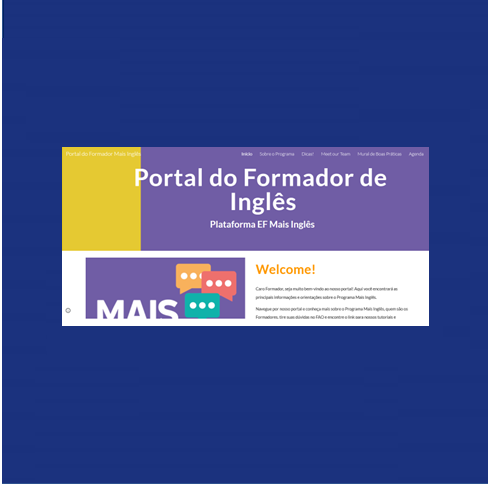 Portal do Formador Mais Inglês
Início Sobre o Programa Dicas! Meet our Team Mural de Boas Práticas Agenda
Portal do Formador de
Inglês
Plataforma EF Mais Inglês
MAIS
Welcome!
Caro Formador, seja muito bem-vindo ao nosso portal! Aqui você encontrará as
principais informações e orientações sobre o Programa Mais Inglês.
Navegue por nosso portal e conheça mais sobre o Programa Mais Inglês, quem são os
Formadores, tire suas dúvidas no FAQ e encontre o link para nossos tutoriais e